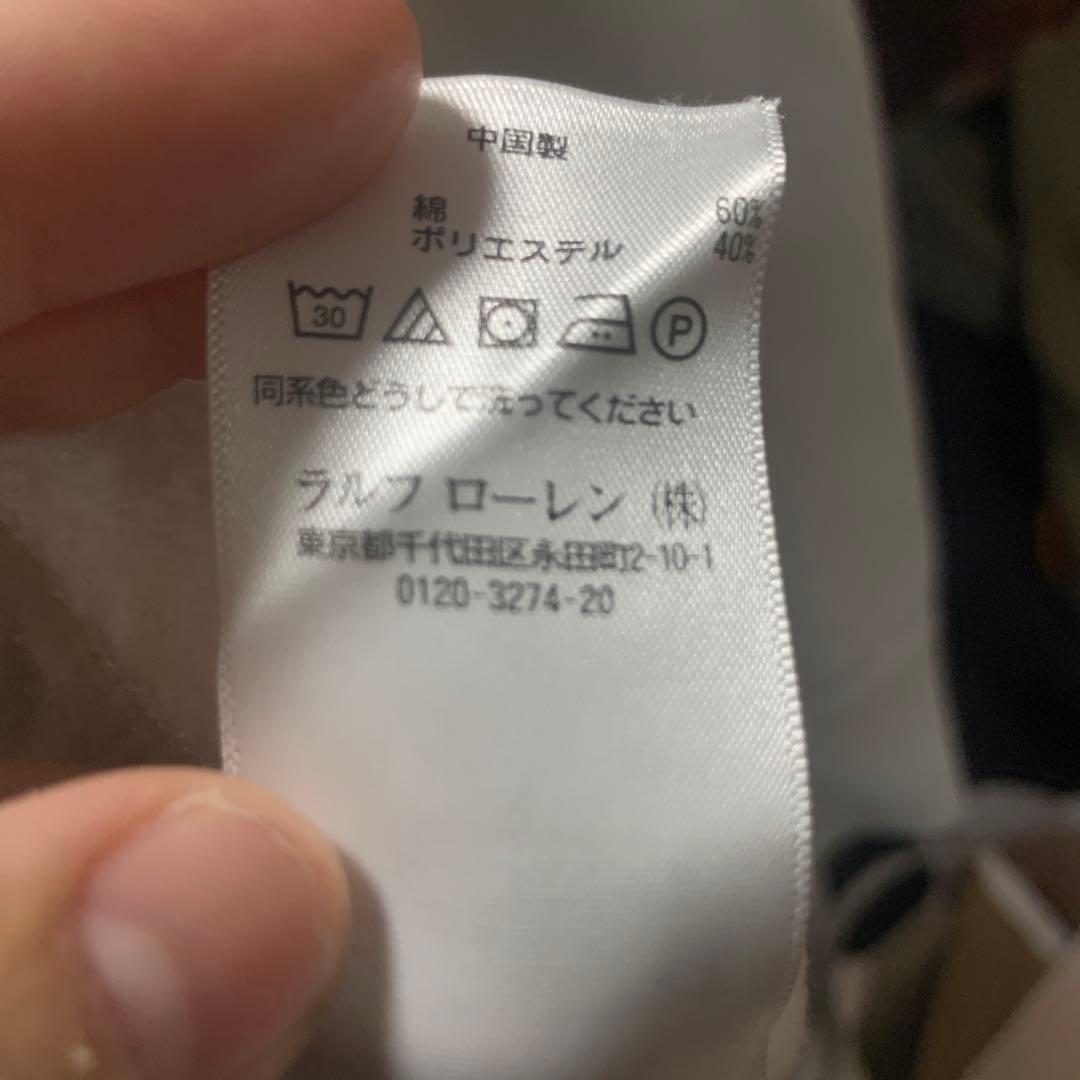 中国製
綿 60%
ポリエステル 40%
30 P
同系色どうしで洗ってください
ラルフ ローレン (株)
東京都千代田区永田町2-10-1
0120-3274-20